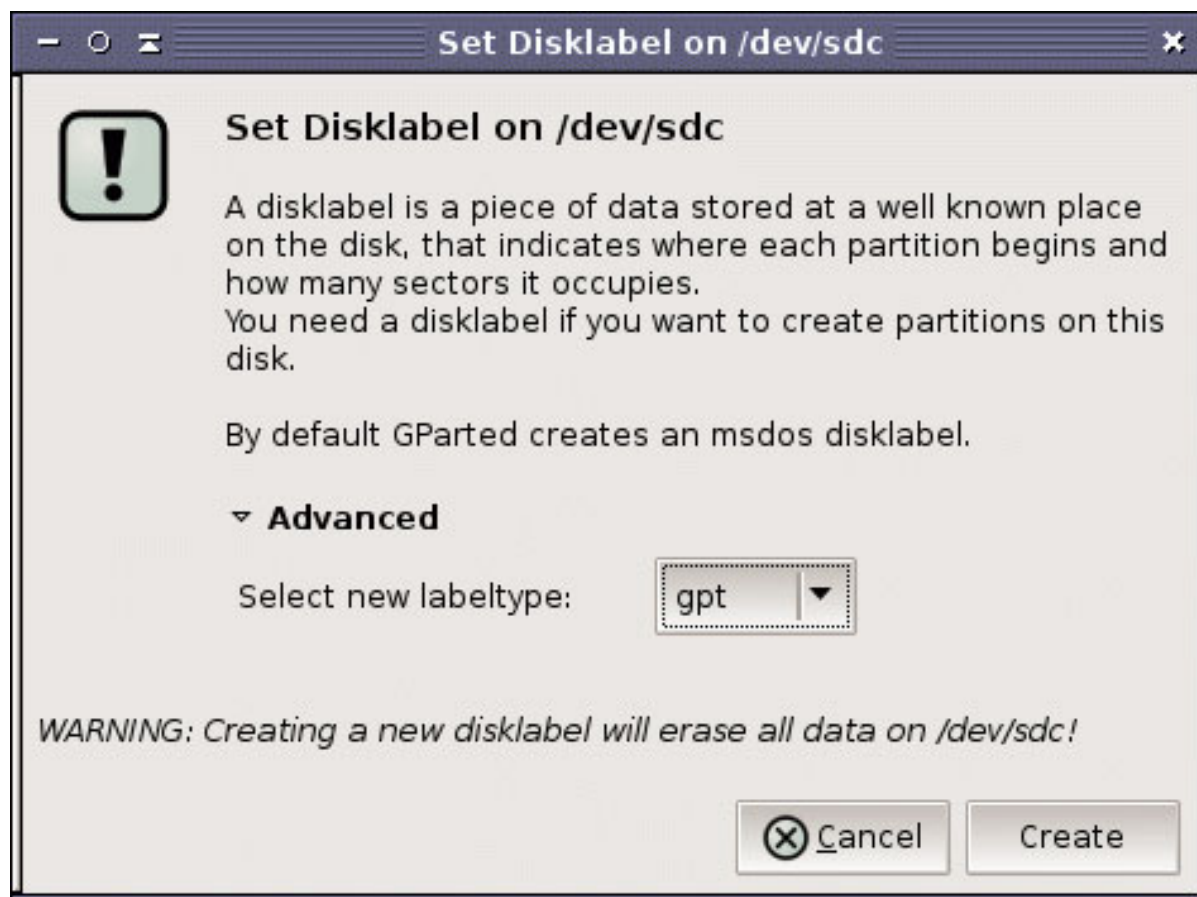 Set Disklabel on /dev/sdc
Set Disklabel on /dev/sdc
A disklabel is a piece of data stored at a well known place
on the disk, that indicates where each partition begins and
how many sectors it occupies.
You need a disklabel if you want to create partitions on this
disk.
By default GParted creates an msdos disklabel.
Advanced
Select new labeltype: gpt
WARNING: Creating a new disklabel will erase all data on /dev/sdc!
Cancel Create